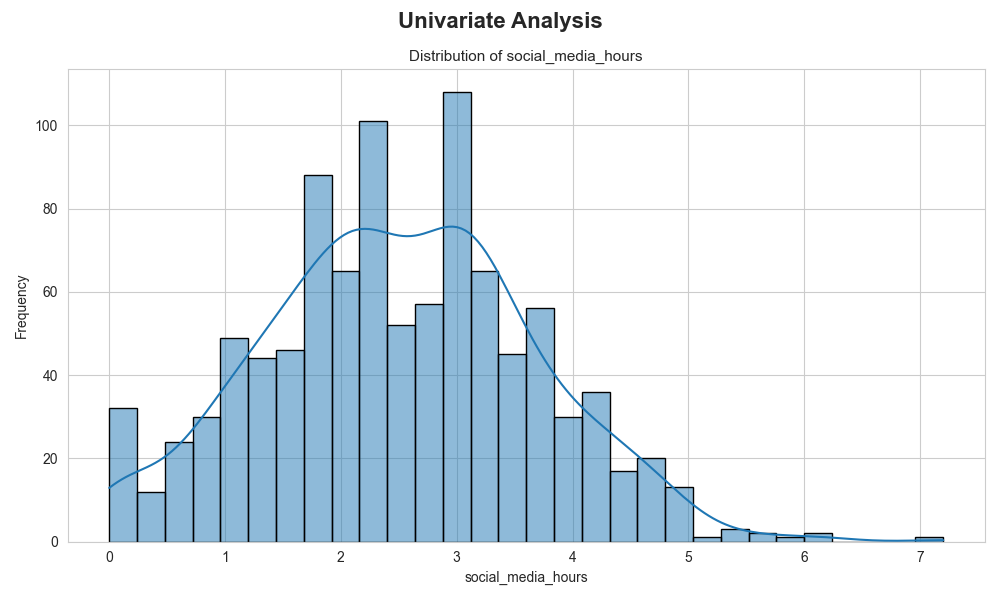 Univariate Analysis
Distribution of social_media_hours
100
80
60
40
20
0
Frequency
0 1 2 3 4 5 6 7
social_media_hours